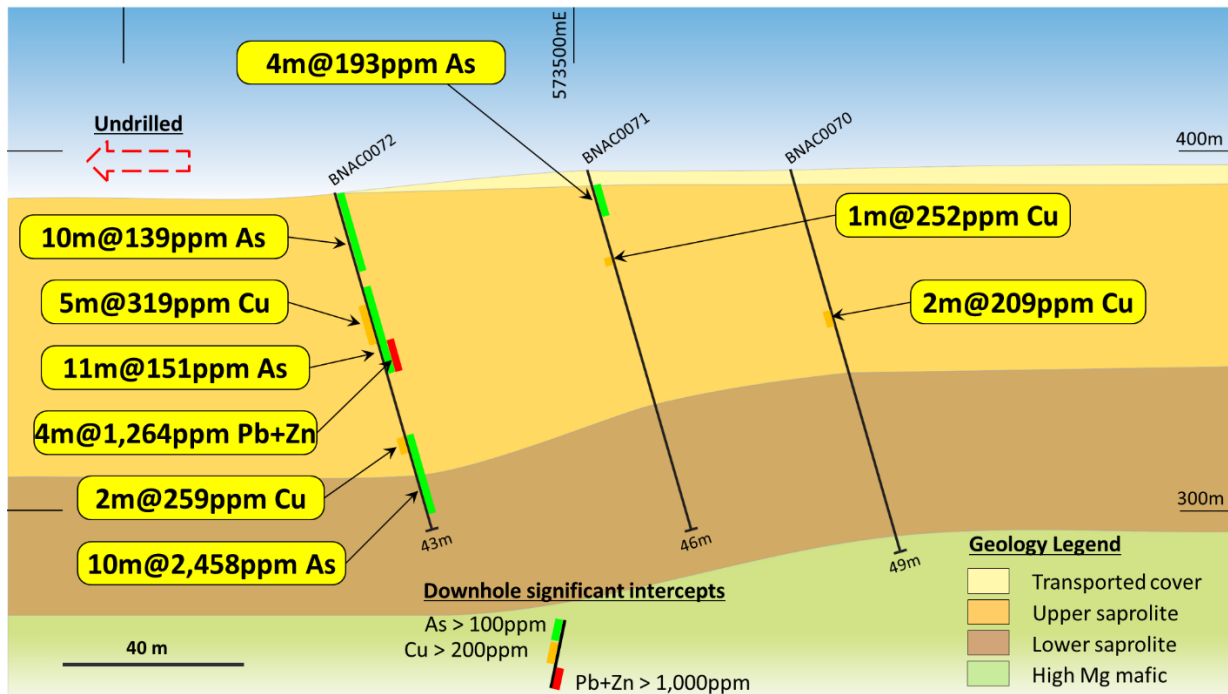 4m@193ppm As
573500mE
Undrilled
400m
BNAC0072
BNAC0071
BNAC0070
10m@139ppm As
1m@252ppm Cu
5m@319ppm Cu
2m@209ppm Cu
11m@151ppm As
4m@1,264ppm Pb+Zn
2m@259ppm Cu
300m
10m@2,458ppm As
43m
46m
49m
Geology Legend
Transported cover
Upper saprolite
Lower saprolite
High Mg mafic
Downhole significant intercepts
As > 100ppm
Cu > 200ppm
Pb+Zn > 1,000ppm
40 m